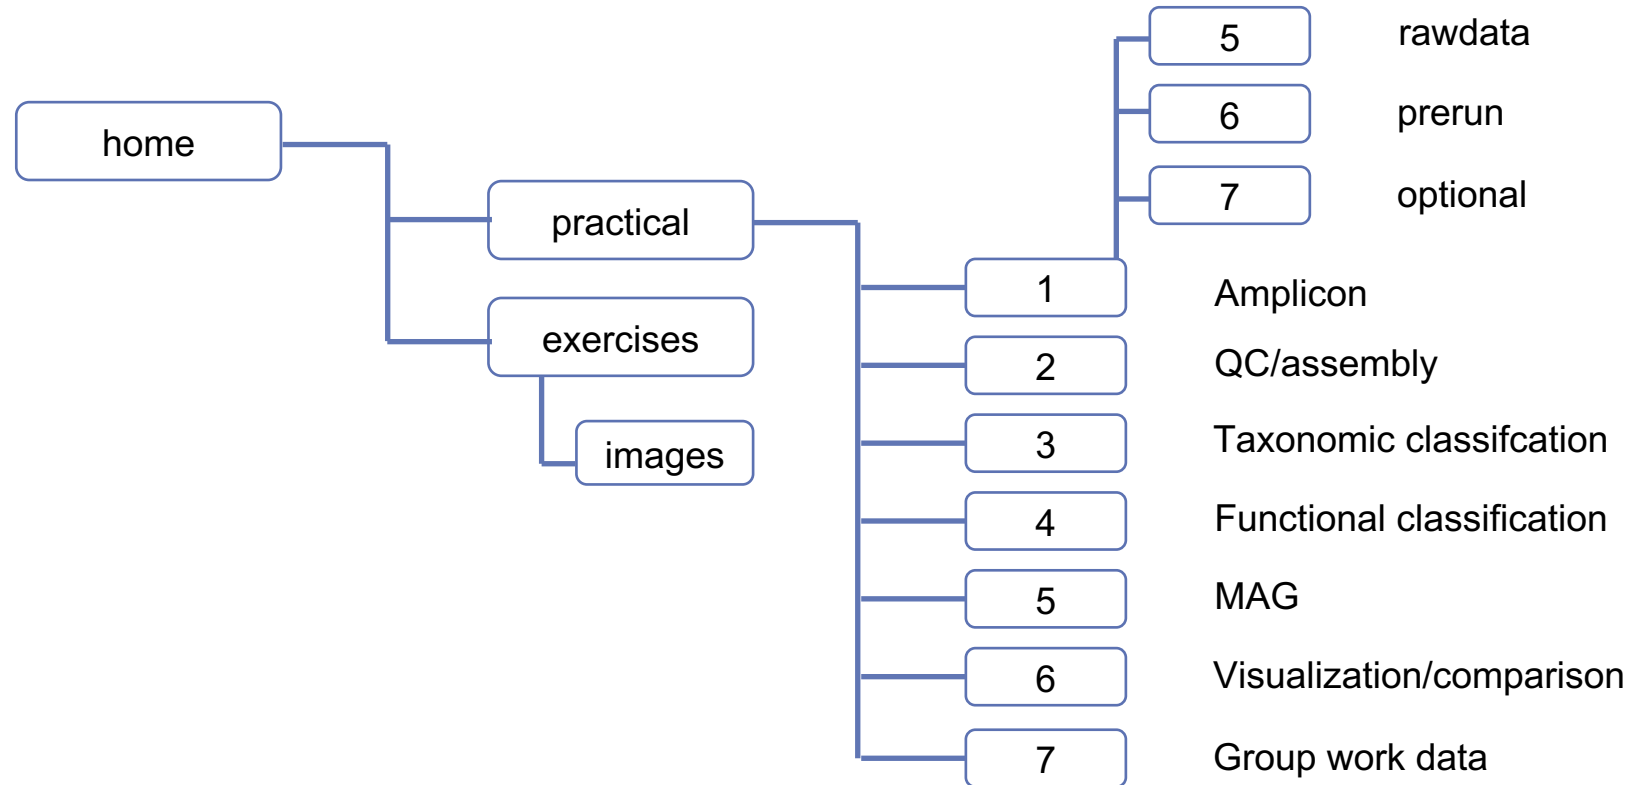 5 rawdata
6 prerun
7 optional
home
practical
exercises
images
1 Amplicon
2 QC/assembly
3 Taxonomic classifcation
4 Functional classification
5 MAG
6 Visualization/comparison
7 Group work data